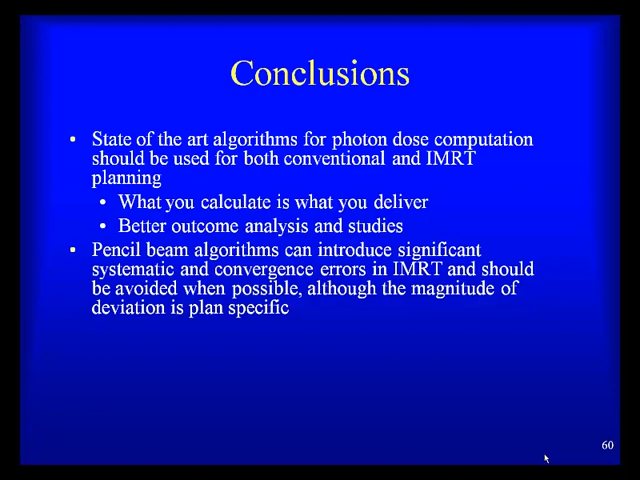 Conclusions
• State of the art algorithms for photon dose computation
should be used for both conventional and IMRT
planning
• What you calculate is what you deliver
• Better outcome analysis and studies
• Pencil beam algorithms can introduce significant
systematic and convergence errors in IMRT and should
be avoided when possible, although the magnitude of
deviation is plan specific
60